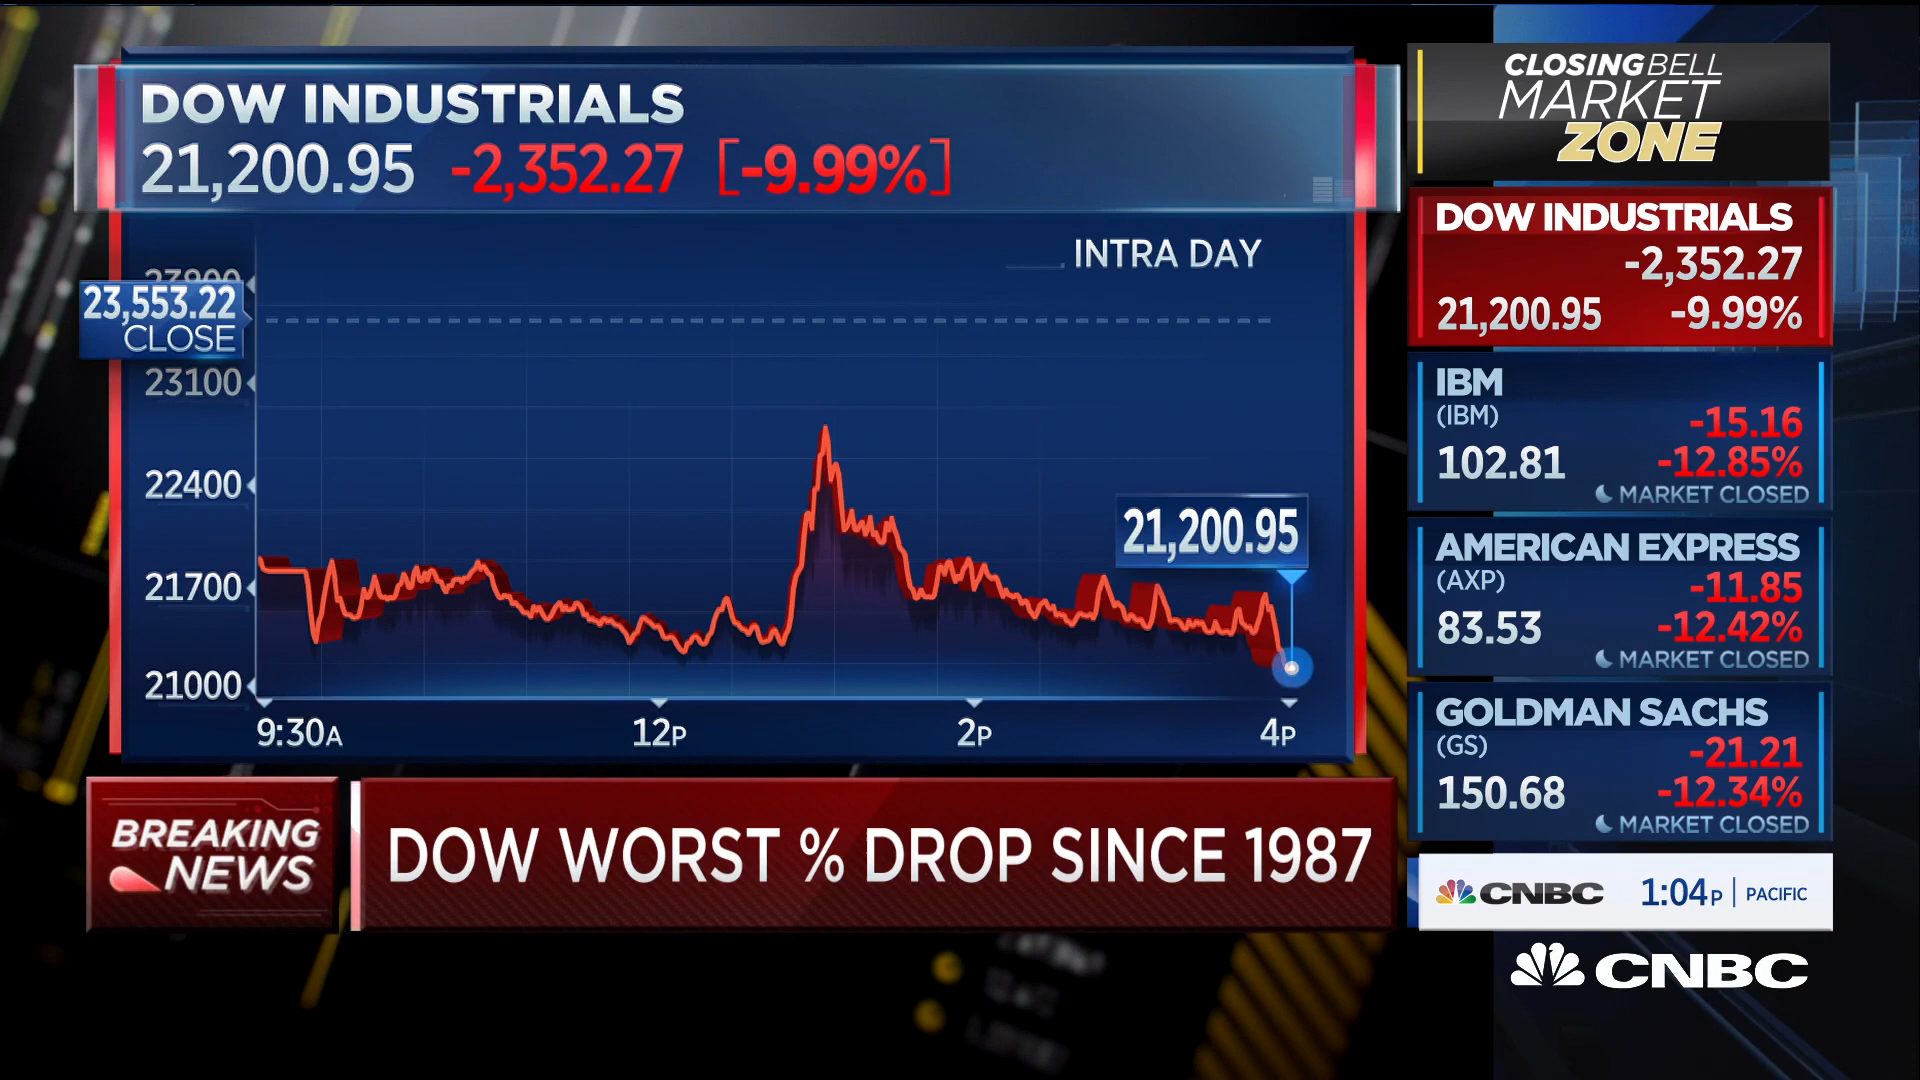 DOW INDUSTRIALS
21,200.95 -2,352.27 [-9.99%]
INTRA DAY
23800
23,553.22
CLOSE
23100
22400
21700
21000
21,200.95
9:30A 12P 2P 4P
BREAKING
NEWS
DOW WORST % DROP SINCE 1987
CLOSING BELL
MARKET
ZONE
DOW INDUSTRIALS
-2,352.27
21,200.95 -9.99%
IBM
(IBM) -15.16
102.81 -12.85%
MARKET CLOSED
AMERICAN EXPRESS
(AXP) -11.85
83.53 -12.42%
MARKET CLOSED
GOLDMAN SACHS
(GS) -21.21
150.68 -12.34%
MARKET CLOSED
CNBC 1:04P PACIFIC
CNBC